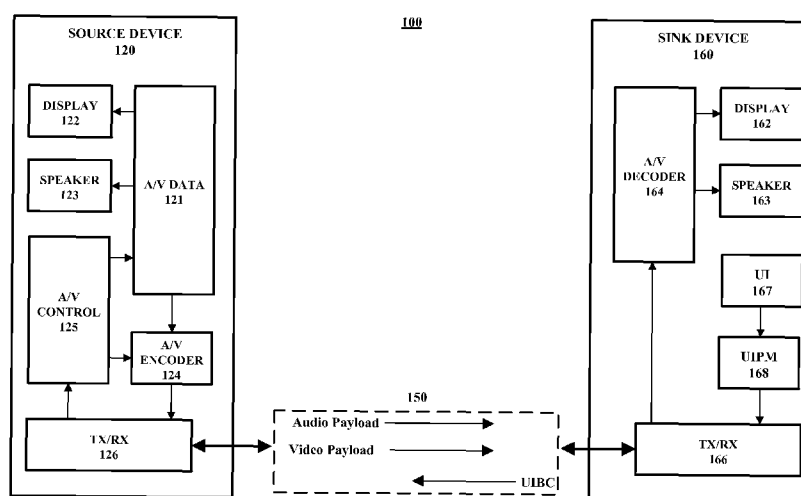 100
SOURCE DEVICE
120
DISPLAY
122
SPEAKER
123
A/V DATA
121
A/V
CONTROL
125
A/V
ENCODER
124
TX/RX
126
150
Audio Payload
Video Payload
UIBC
SINK DEVICE
160
A/V
DECODER
164
DISPLAY
162
SPEAKER
163
UI
167
UIPM
168
TX/RX
166